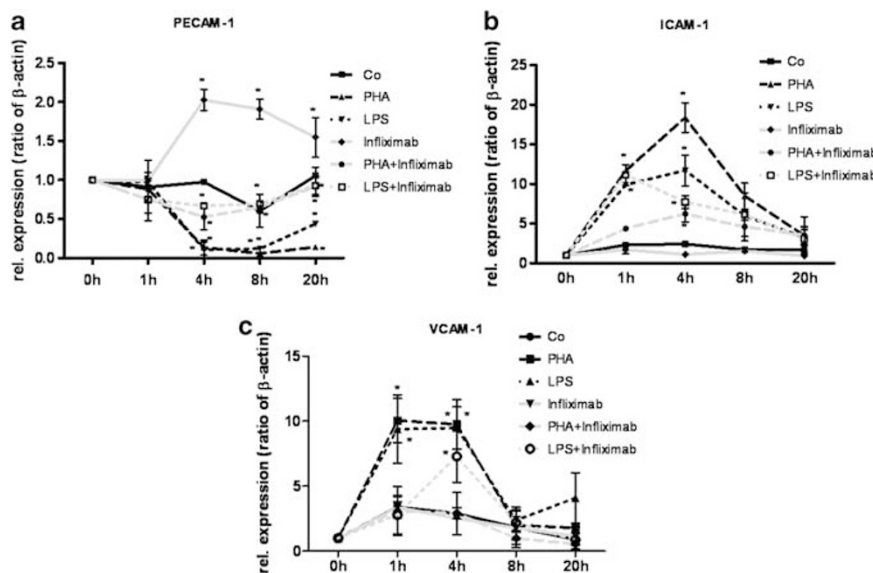 a
PECAM-1
rel. expression (ratio of β-actin)
2.5
2.0
1.5
1.0
0.5
0.0
0h 1h 4h 8h 20h
Co
PHA
LPS
Infliximab
PHA+Infliximab
LPS+Infliximab
b
ICAM-1
rel. expression (ratio of β-actin)
25
20
15
10
5
0
0h 1h 4h 8h 20h
Co
PHA
LPS
Infliximab
PHA+Infliximab
LPS+Infliximab
c
VCAM-1
rel. expression (ratio of β-actin)
15
10
5
0
0h 1h 4h 8h 20h
Co
PHA
LPS
Infliximab
PHA+Infliximab
LPS+Infliximab